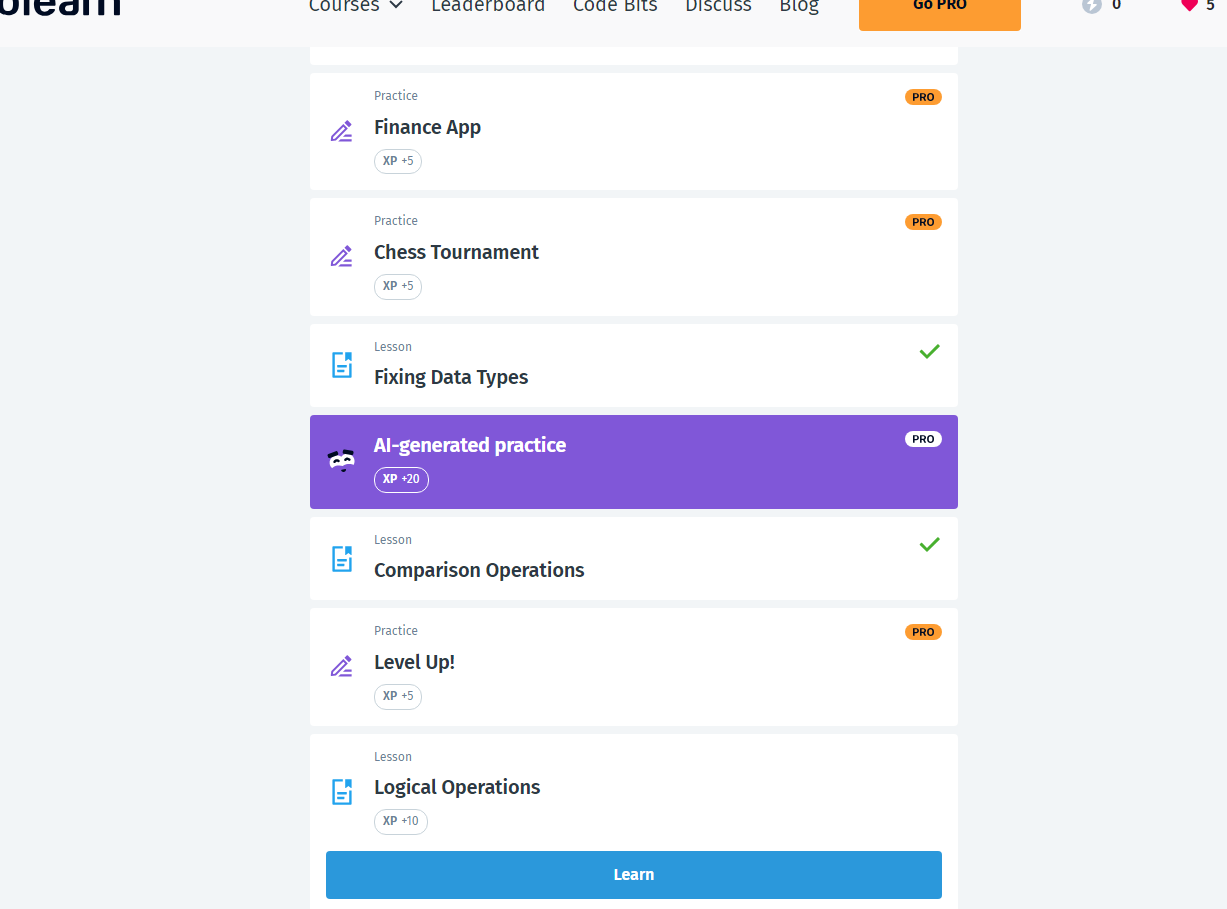 Courses Leaderboard Code Bits Discuss Blog Go PRO 0 5
Practice PRO
Finance App
XP +5
Practice PRO
Chess Tournament
XP +5
Lesson
Fixing Data Types
AI-generated practice PRO
XP +20
Lesson
Comparison Operations
Practice PRO
Level Up!
XP +5
Lesson
Logical Operations
XP +10
Learn